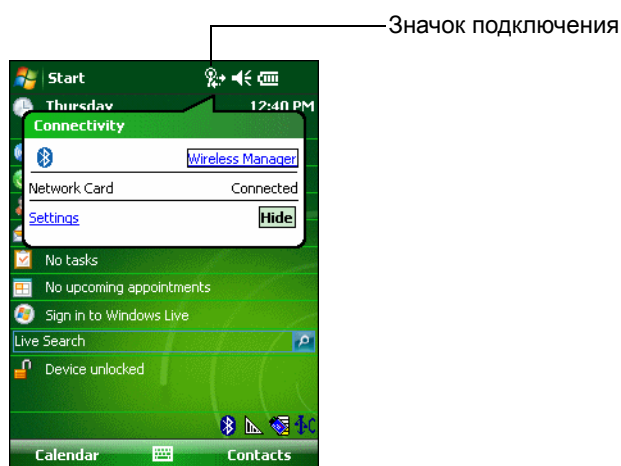 Значок подключения
Start
Thursday 12:40 PM
Connectivity
Wireless Manager
Network Card Connected
Settings Hide
No tasks
No upcoming appointments
Sign in to Windows Live
Live Search
Device unlocked
Calendar Contacts